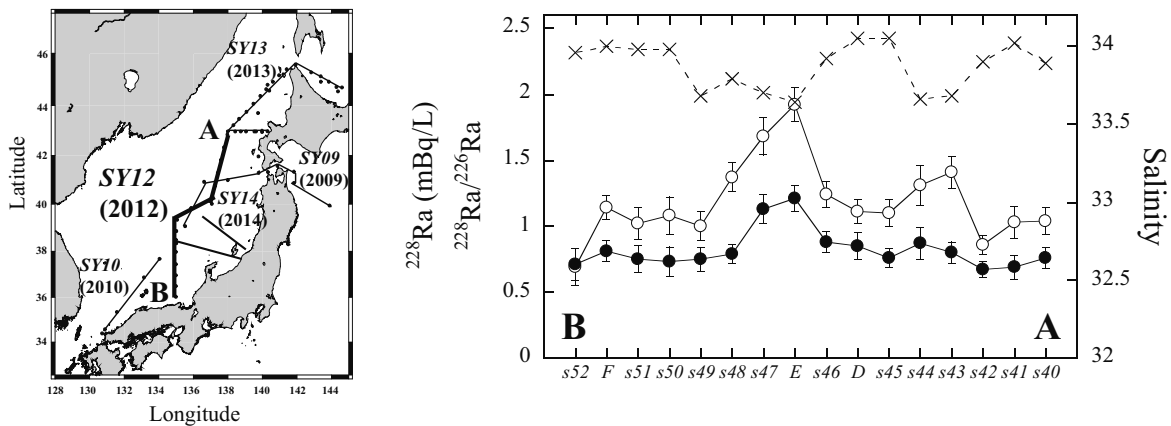 46
44
42
40
38
36
34
128 130 132 134 136 138 140 142 144
Latitude
Longitude
SY13
(2013)
A
SY12
(2012)
SY09
(2009)
SY14
(2014)
SY10
(2010)
B
²²⁸Ra (mBq/L)
²²⁸Ra/²²⁶Ra
2.5
2
1.5
1
0.5
0
Salinity
34
33.5
33
32.5
32
B
A
s52 F s51 s50 s49 s48 s47 E s46 D s45 s44 s43 s42 s41 s40